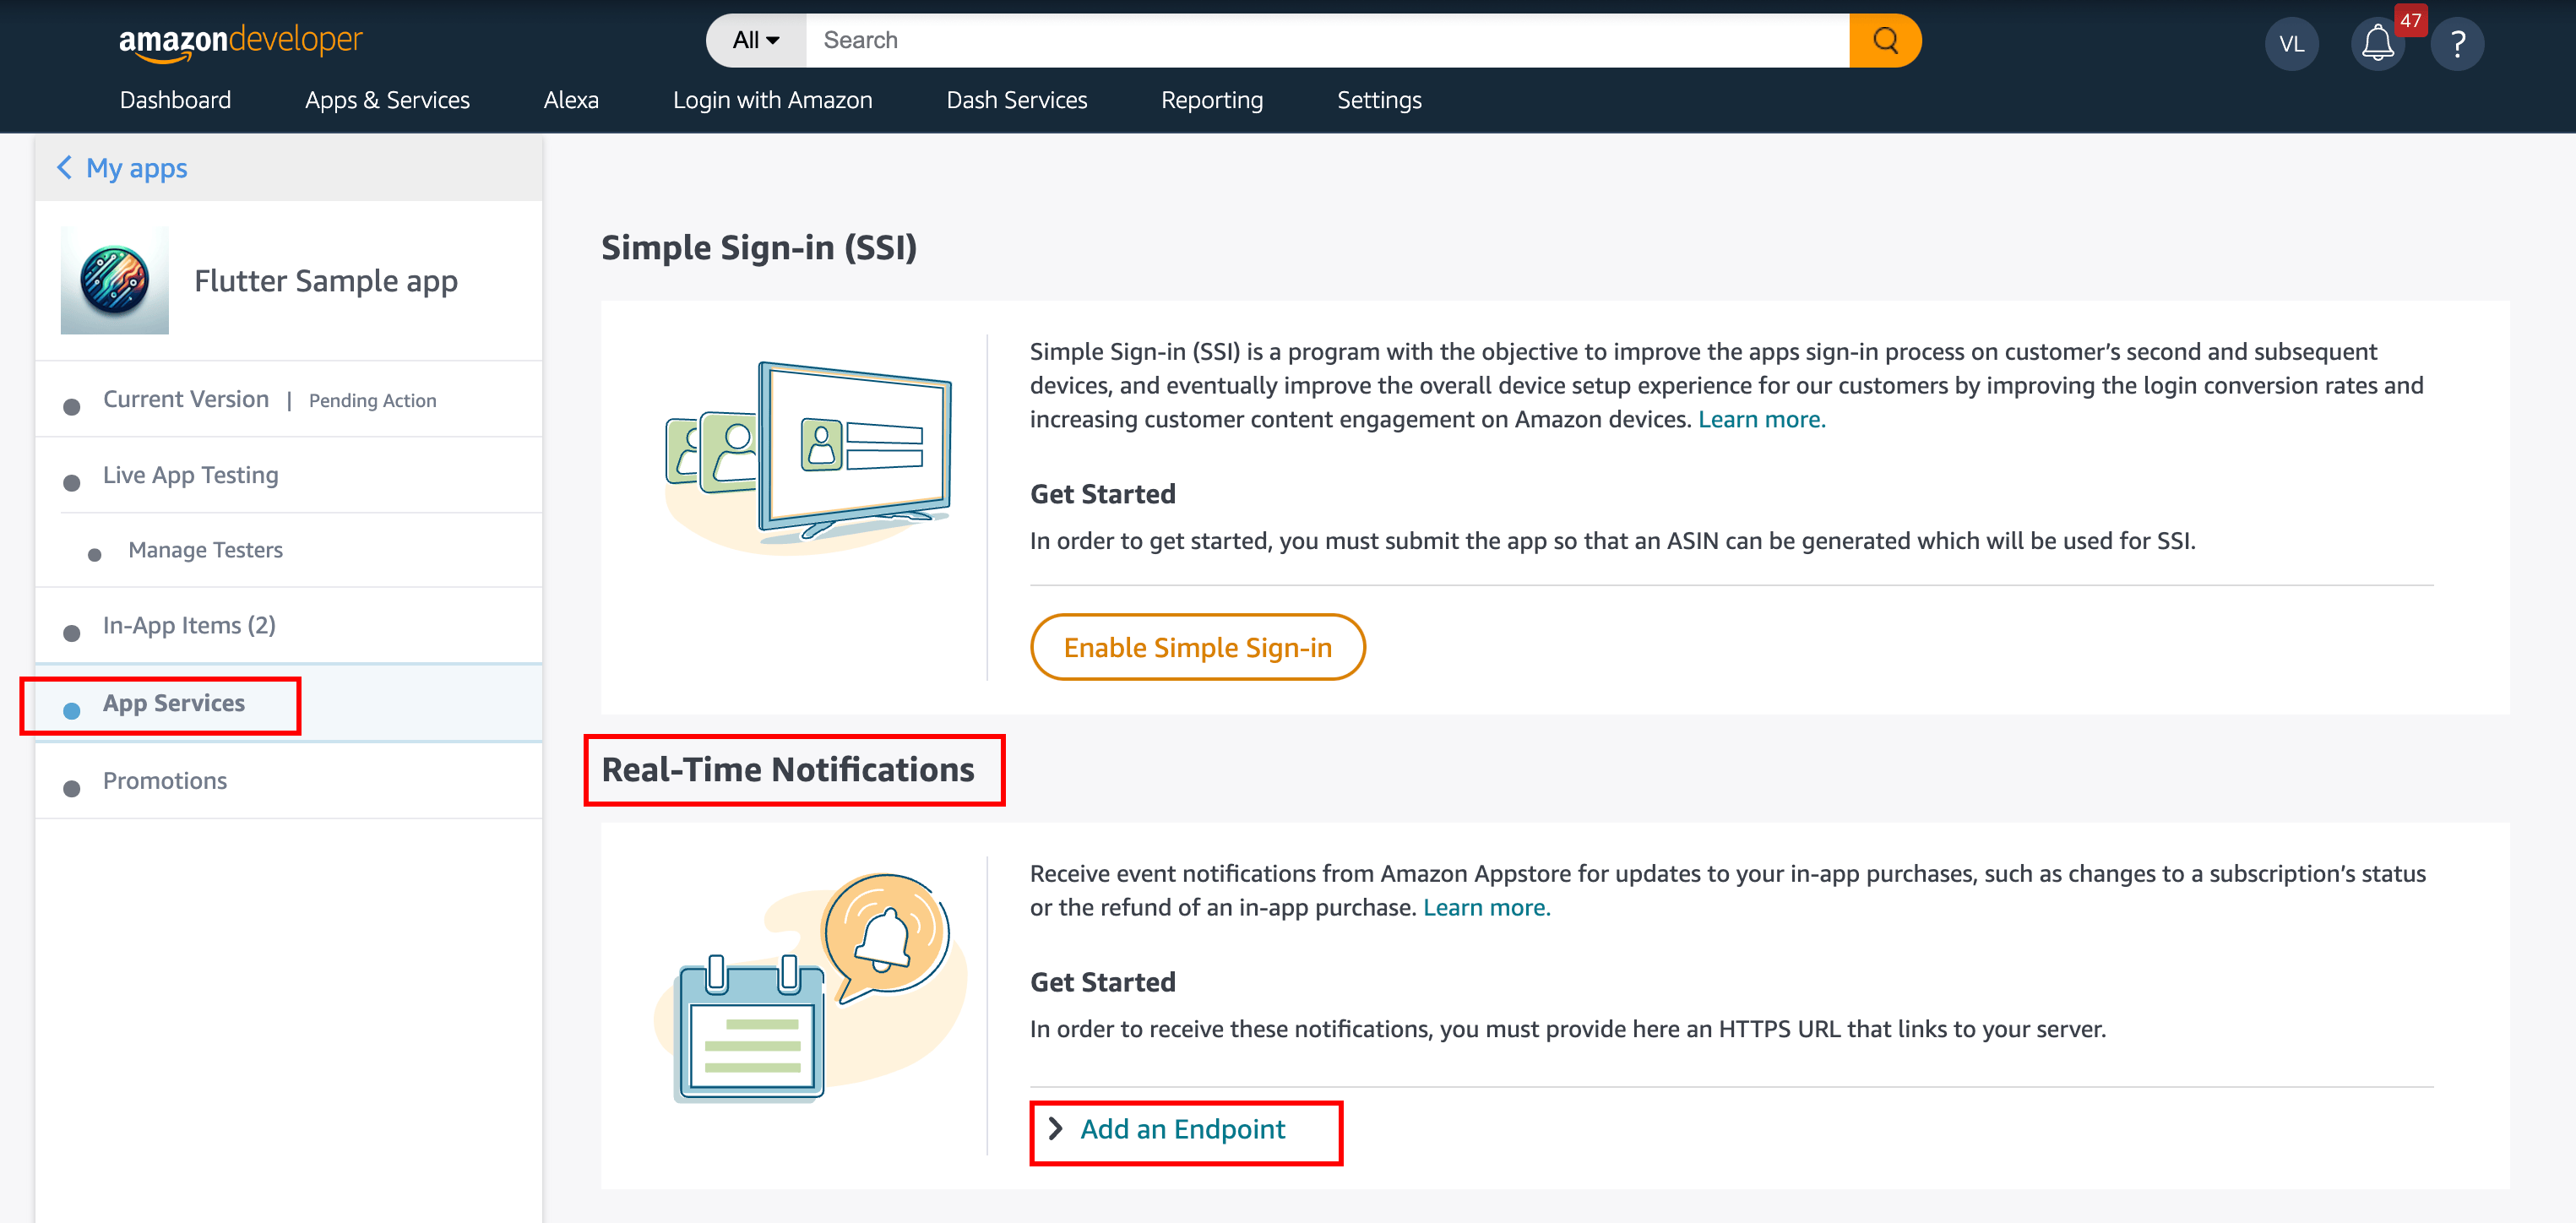 amazondeveloper
All
Search
VL
47
?
Dashboard
Apps & Services
Alexa
Login with Amazon
Dash Services
Reporting
Settings
My apps
Flutter Sample app
Current Version | Pending Action
Live App Testing
Manage Testers
In-App Items (2)
App Services
Promotions
Simple Sign-in (SSI)
Simple Sign-in (SSI) is a program with the objective to improve the apps sign-in process on customer’s second and subsequent
devices, and eventually improve the overall device setup experience for our customers by improving the login conversion rates and
increasing customer content engagement on Amazon devices. Learn more.
Get Started
In order to get started, you must submit the app so that an ASIN can be generated which will be used for SSI.
Enable Simple Sign-in
Real-Time Notifications
Receive event notifications from Amazon Appstore for updates to your in-app purchases, such as changes to a subscription’s status
or the refund of an in-app purchase. Learn more.
Get Started
In order to receive these notifications, you must provide here an HTTPS URL that links to your server.
Add an Endpoint